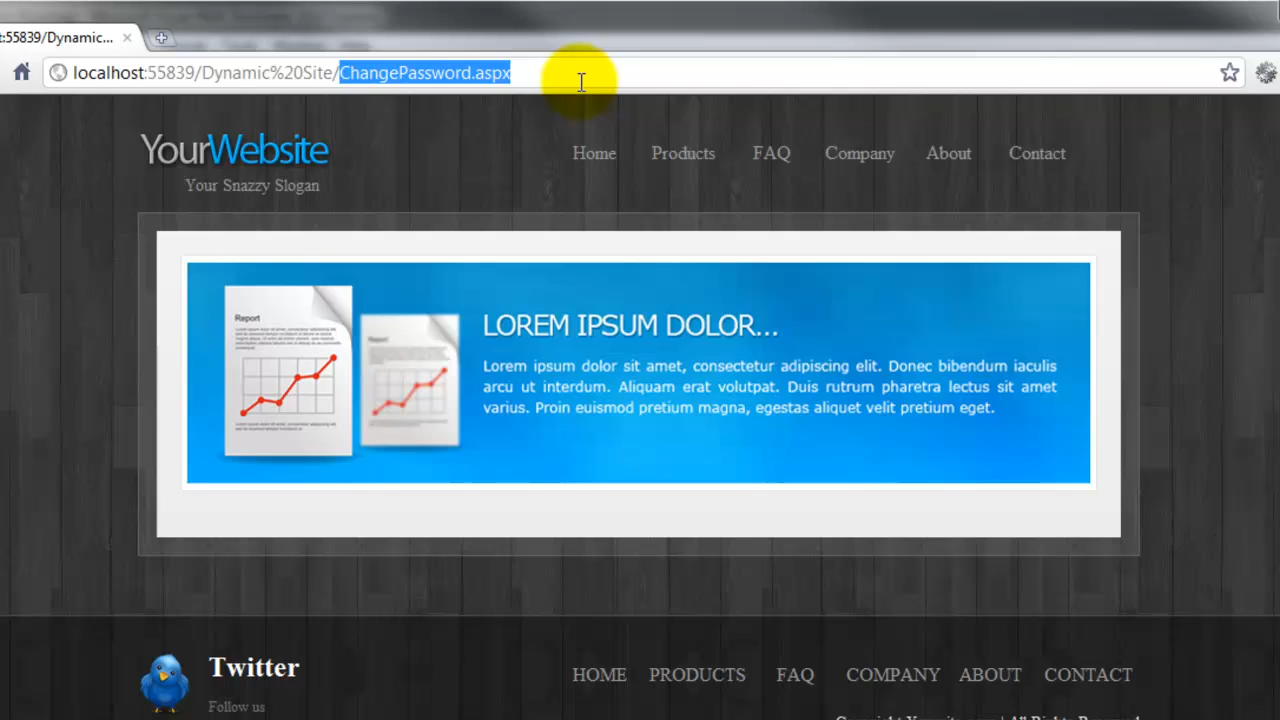 t:55839/Dynamic...
localhost:55839/Dynamic%20Site/ChangePassword.aspx
YourWebsite
Your Snazzy Slogan
Home Products FAQ Company About Contact
Report
Report
LOREM IPSUM DOLOR...
Lorem ipsum dolor sit amet, consectetur adipiscing elit. Donec bibendum iaculis
arcu ut interdum. Aliquam erat volutpat. Duis rutrum pharetra lectus sit amet
varius. Proin euismod pretium magna, egestas aliquet velit pretium eget.
Twitter
Follow us
HOME PRODUCTS FAQ COMPANY ABOUT CONTACT